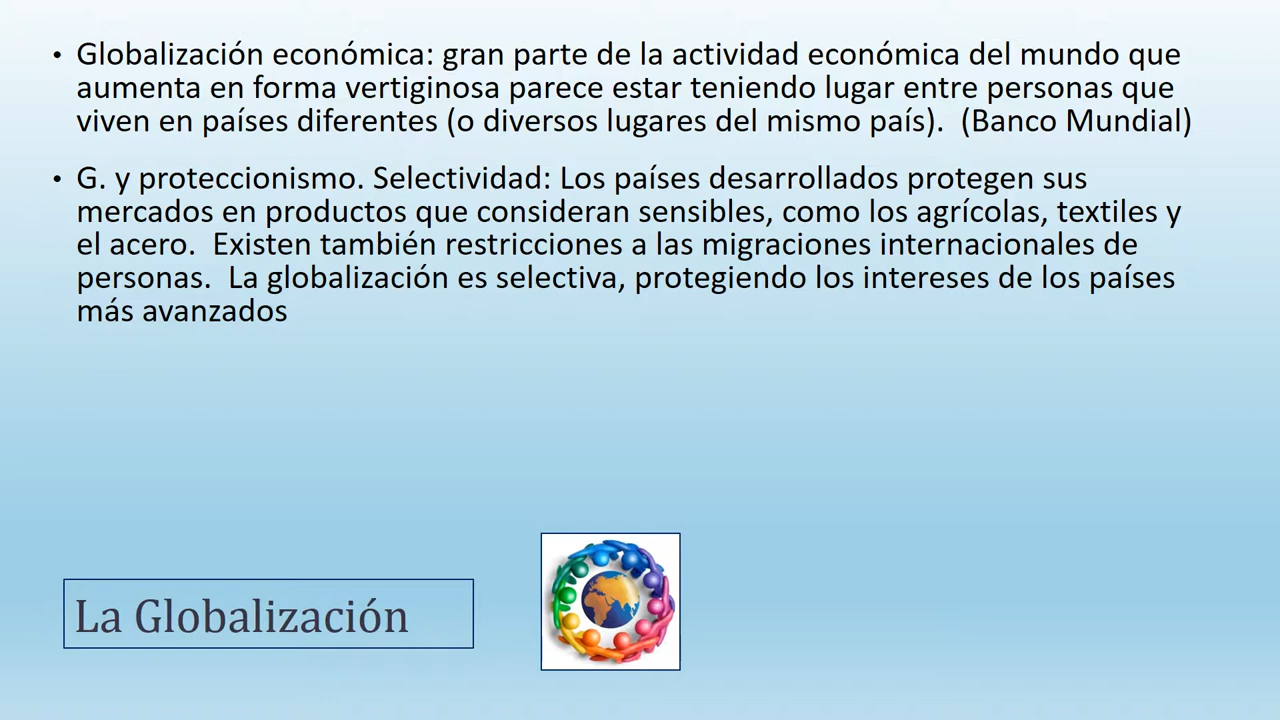 • Globalización económica: gran parte de la actividad económica del mundo que
aumenta en forma vertiginosa parece estar teniendo lugar entre personas que
viven en países diferentes (o diversos lugares del mismo país).  (Banco Mundial)
• G. y proteccionismo. Selectividad: Los países desarrollados protegen sus
mercados en productos que consideran sensibles, como los agrícolas, textiles y
el acero.  Existen también restricciones a las migraciones internacionales de
personas.  La globalización es selectiva, protegiendo los intereses de los países
más avanzados
La Globalización